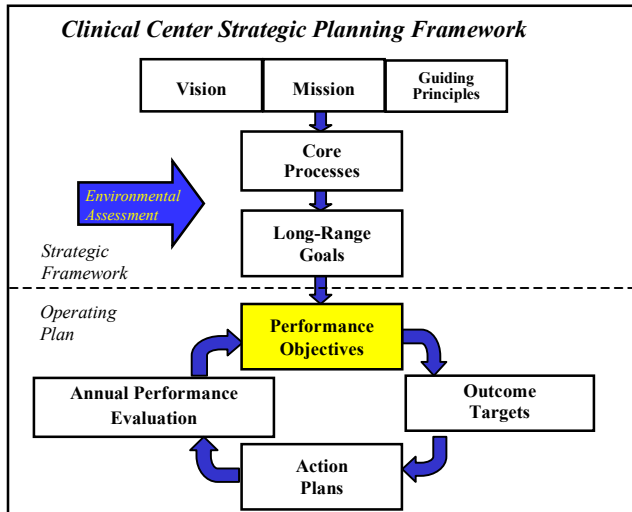 Clinical Center Strategic Planning Framework
Vision
Mission
Guiding
Principles
Core
Processes
Environmental
Assessment
Long-Range
Goals
Strategic
Framework
Operating
Plan
Performance
Objectives
Annual Performance
Evaluation
Outcome
Targets
Action
Plans